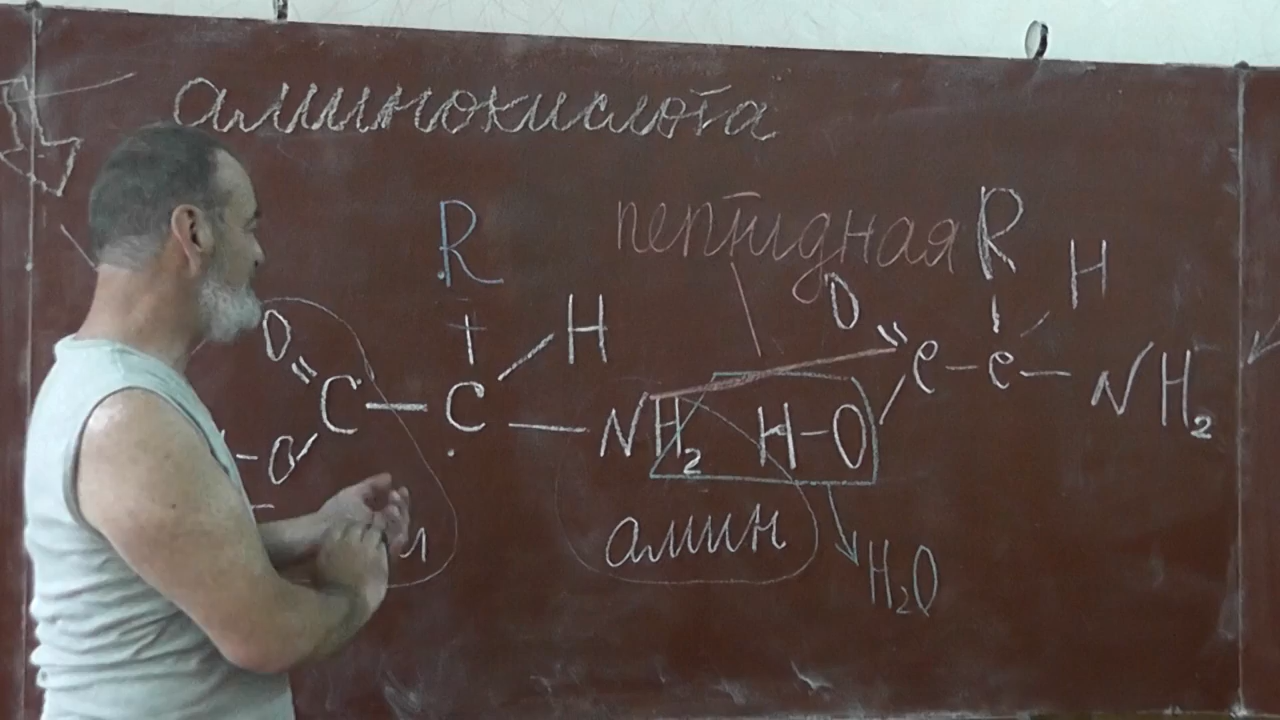 аминокислота
R пептидная R H
O H O
C — C — NH₂ H–O C – C — NH₂
–O
амин
H₂O